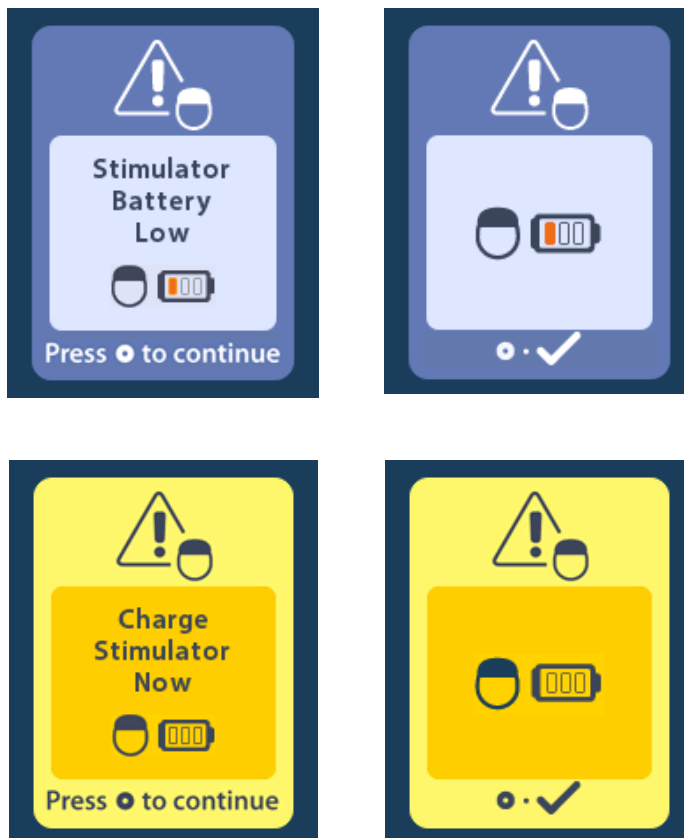 Stimulator
Battery
Low
Press to continue
Charge
Stimulator
Now
Press to continue